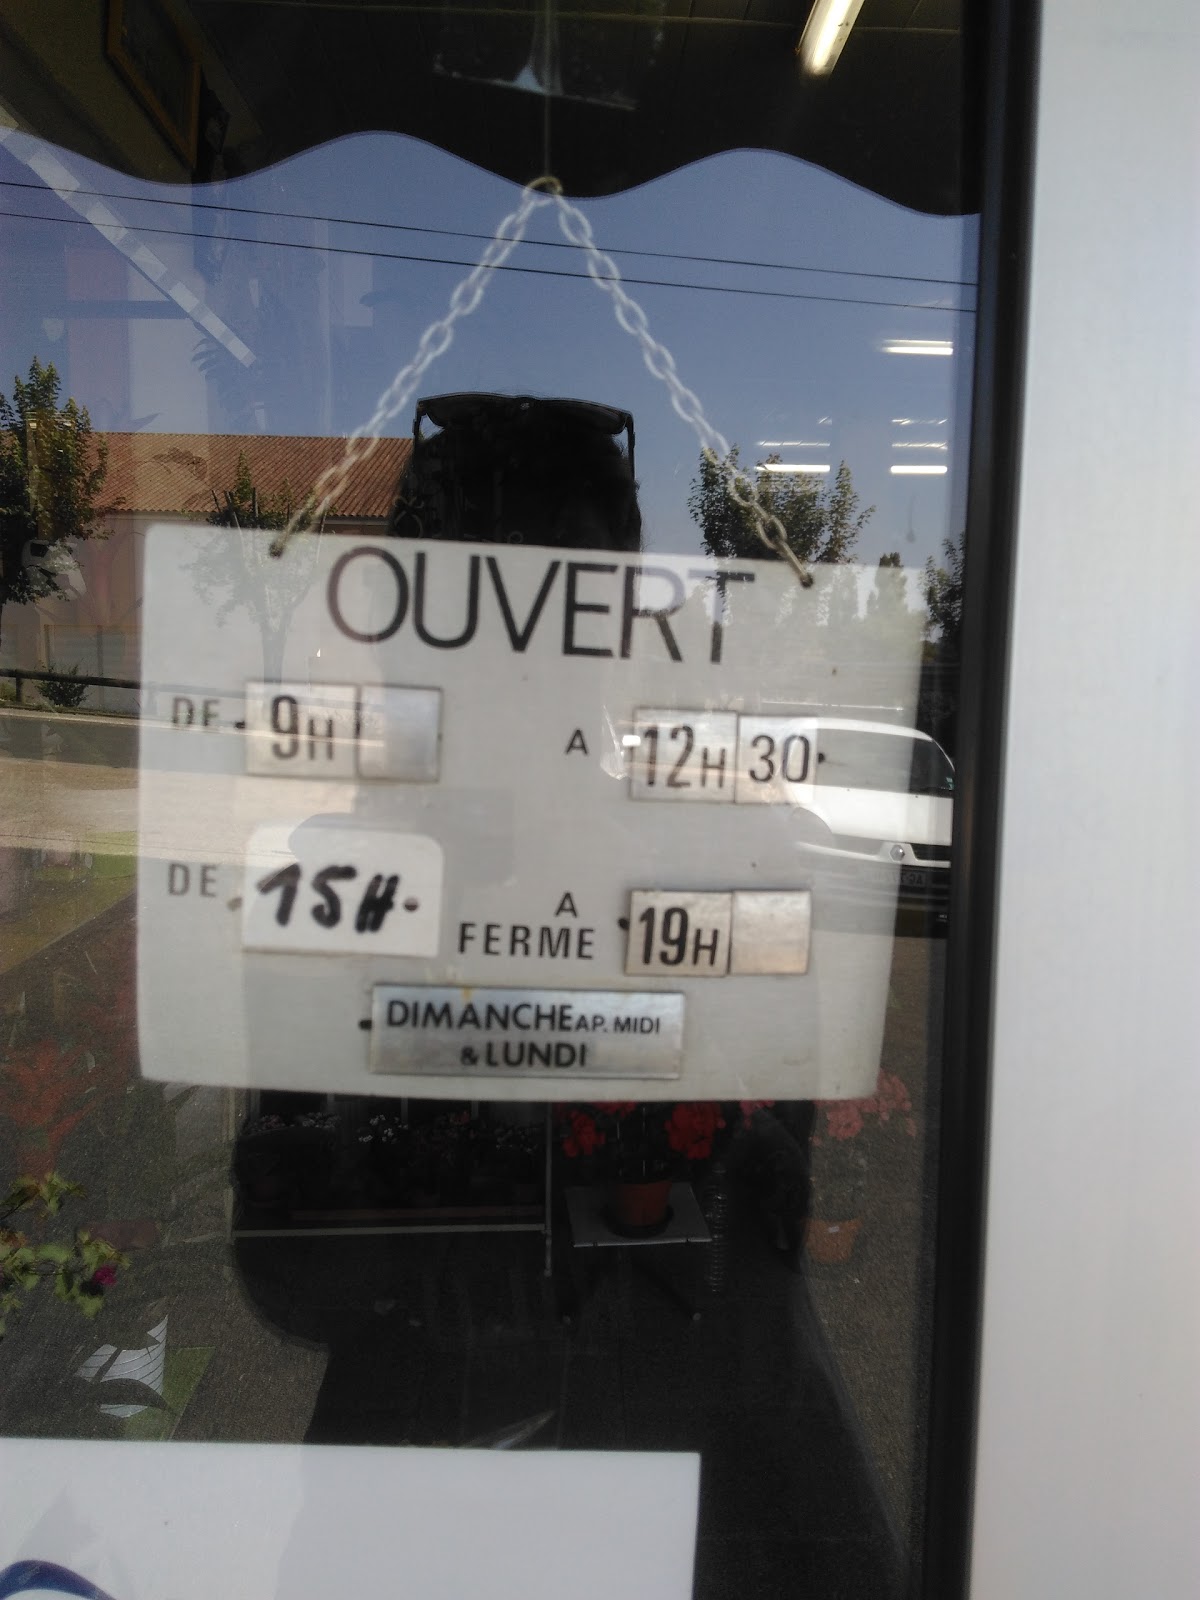 OUVERT
DE 9H A 12H 30
DE 15H A 19H
FERME
DIMANCHE AP. MIDI
& LUNDI